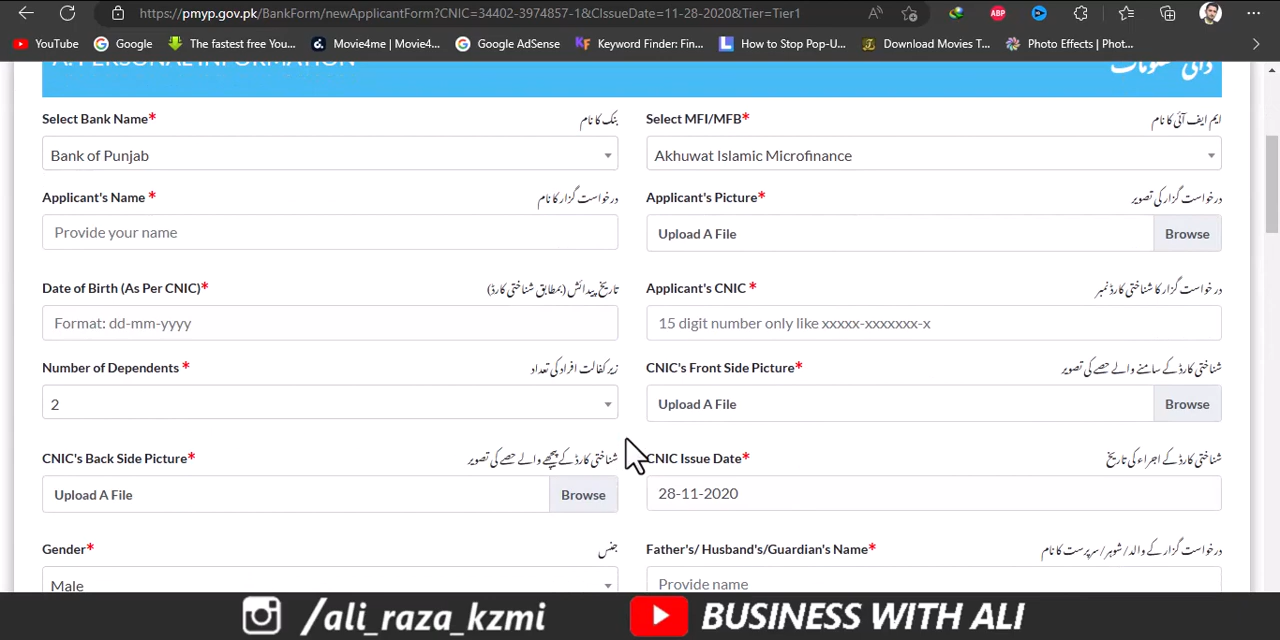 https://pmyp.gov.pk/BankForm/newApplicantForm?CNIC=34402-3974857-1&CIssueDate=11-28-2020&Tier=Tier1
ABP
YouTube
Google
The fastest free You...
Movie4me | Movie4...
Google AdSense
Keyword Finder: Fin...
How to Stop Pop-U...
Download Movies T...
Photo Effects | Phot...
A. PERSONAL INFORMATION
ذاتی معلومات
Select Bank Name*
بنک کا نام
Select MFI/MFB*
ایم ایف آئی کا نام
Bank of Punjab
Akhuwat Islamic Microfinance
Applicant's Name *
درخواست گزار کا نام
Applicant's Picture*
درخواست گزار کی تصویر
Provide your name
Upload A File
Browse
Date of Birth (As Per CNIC)*
تاریخ پیدائش (بمطابق شناختی کارڈ)
Applicant's CNIC *
درخواست گزار کا شناختی کارڈ نمبر
Format: dd-mm-yyyy
15 digit number only like xxxxx-xxxxxxx-x
Number of Dependents *
زیر کفالت افراد کی تعداد
CNIC's Front Side Picture*
شناختی کارڈ کے سامنے والے حصے کی تصویر
2
Upload A File
Browse
CNIC's Back Side Picture*
شناختی کارڈ کے پیچھے والے حصے کی تصویر
CNIC Issue Date*
شناختی کارڈ کے اجراء کی تاریخ
Upload A File
Browse
28-11-2020
Gender*
جنس
Father's/ Husband's/Guardian's Name*
درخواست گزار کے والد/شوہر/سرپرست کا نام
Male
Provide name
/ali_raza_kzmi
BUSINESS WITH ALI